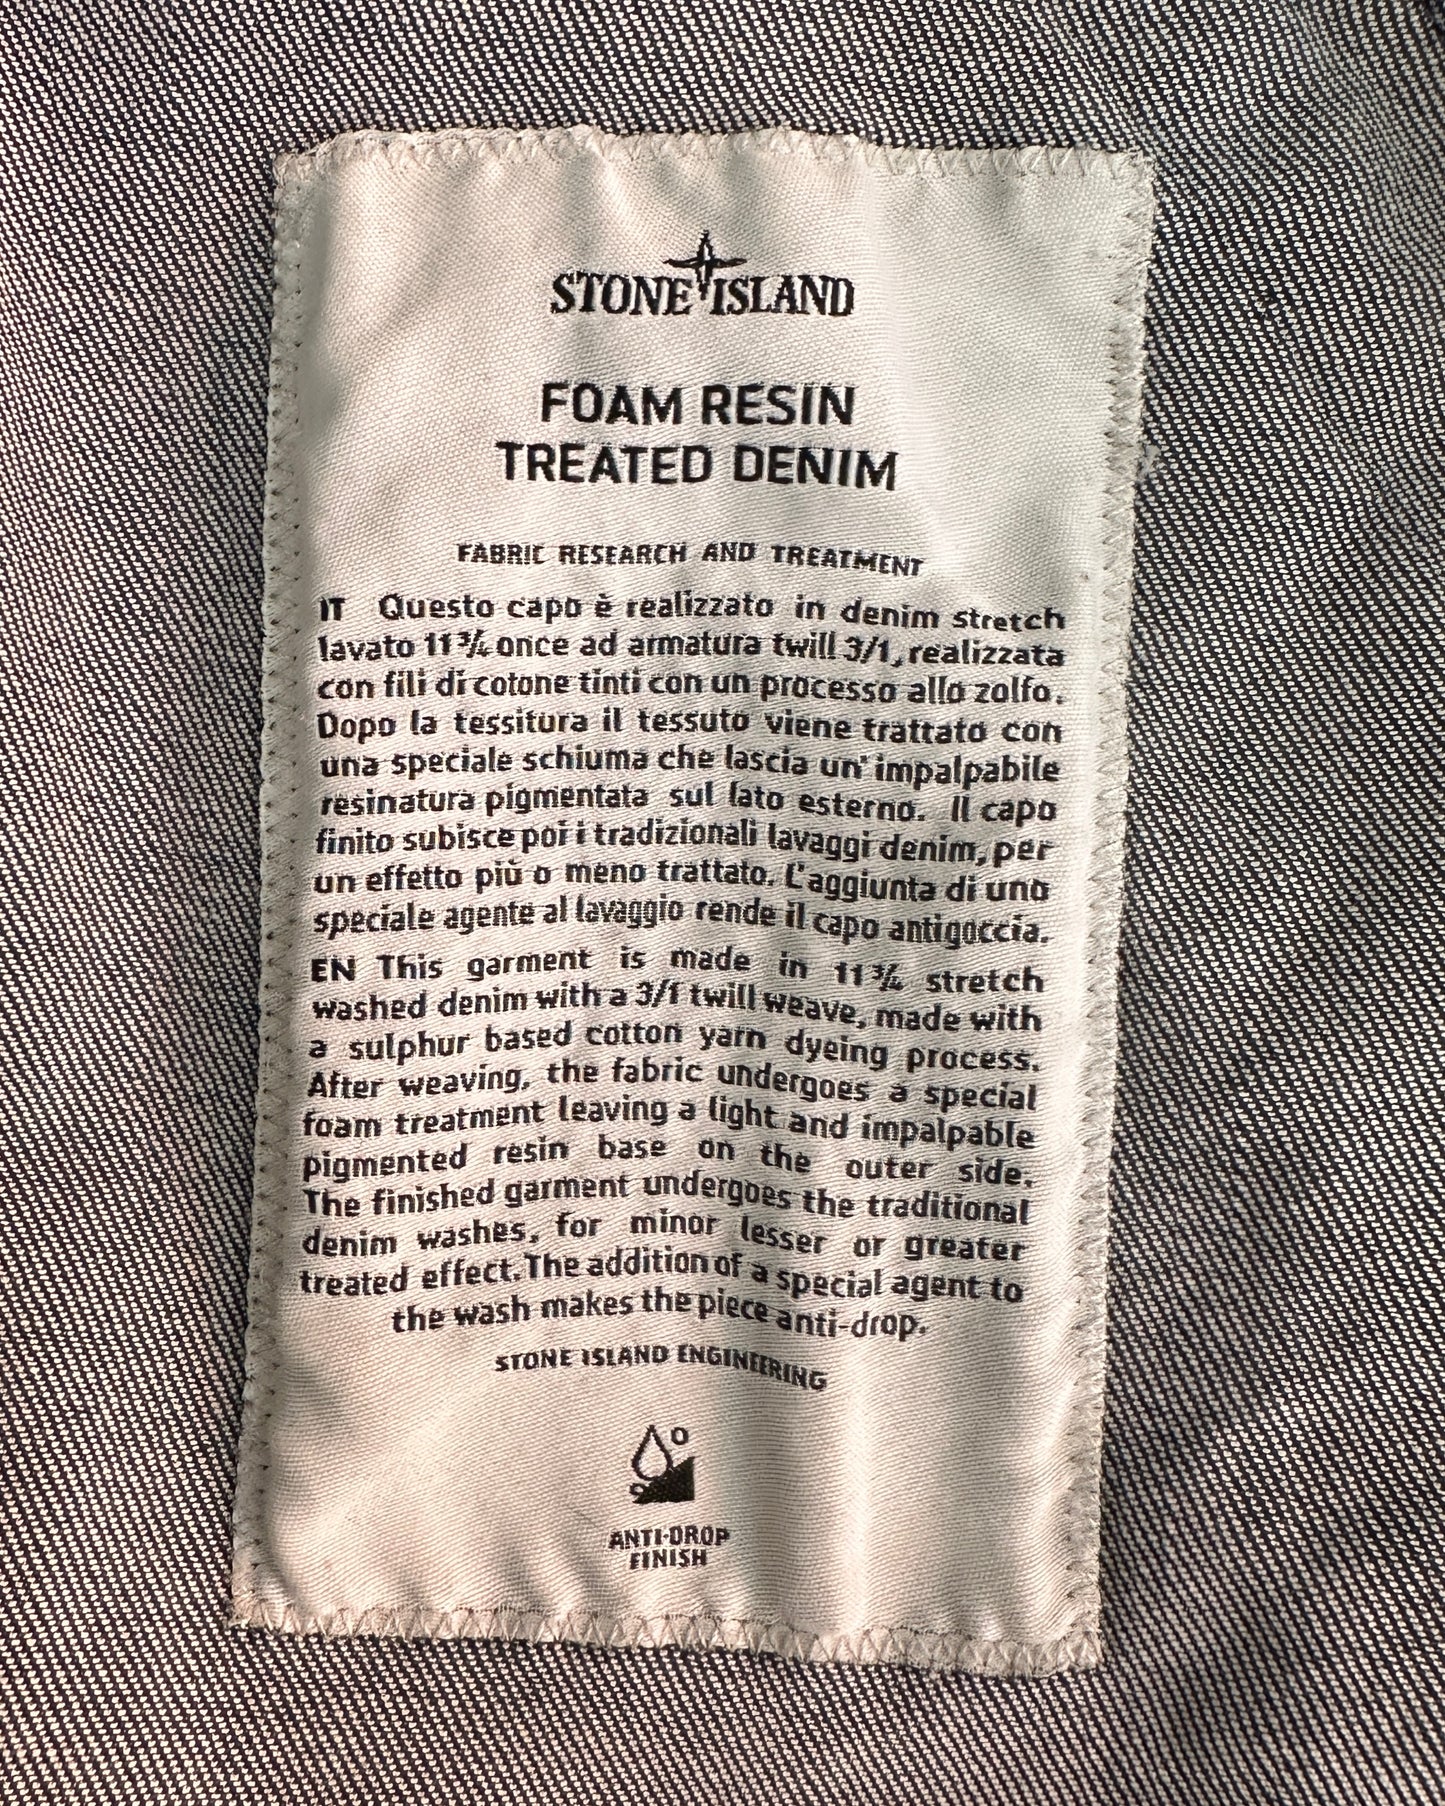 STONE ISLAND
FOAM RESIN
TREATED DENIM
FABRIC RESEARCH AND TREATMENT
IT Questo capo è realizzato in denim stretch
lavato 11 ¾ once ad armatura twill 3/1, realizzata
con fili di cotone tinti con un processo allo zolfo.
Dopo la tessitura il tessuto viene trattato con
una speciale schiuma che lascia un' impalpabile
resinatura pigmentata sul lato esterno. Il capo
finito subisce poi i tradizionali lavaggi denim, per
un effetto più o meno trattato. L'aggiunta di uno
speciale agente al lavaggio rende il capo antigoccia.
EN This garment is made in 11 ¾ stretch
washed denim with a 3/1 twill weave, made with
a sulphur based cotton yarn dyeing process.
After weaving, the fabric undergoes a special
foam treatment leaving a light and impalpable
pigmented resin base on the outer side.
The finished garment undergoes the traditional
denim washes, for minor lesser or greater
treated effect. The addition of a special agent to
the wash makes the piece anti-drop.
STONE ISLAND ENGINEERING
ANTI-DROP
FINISH